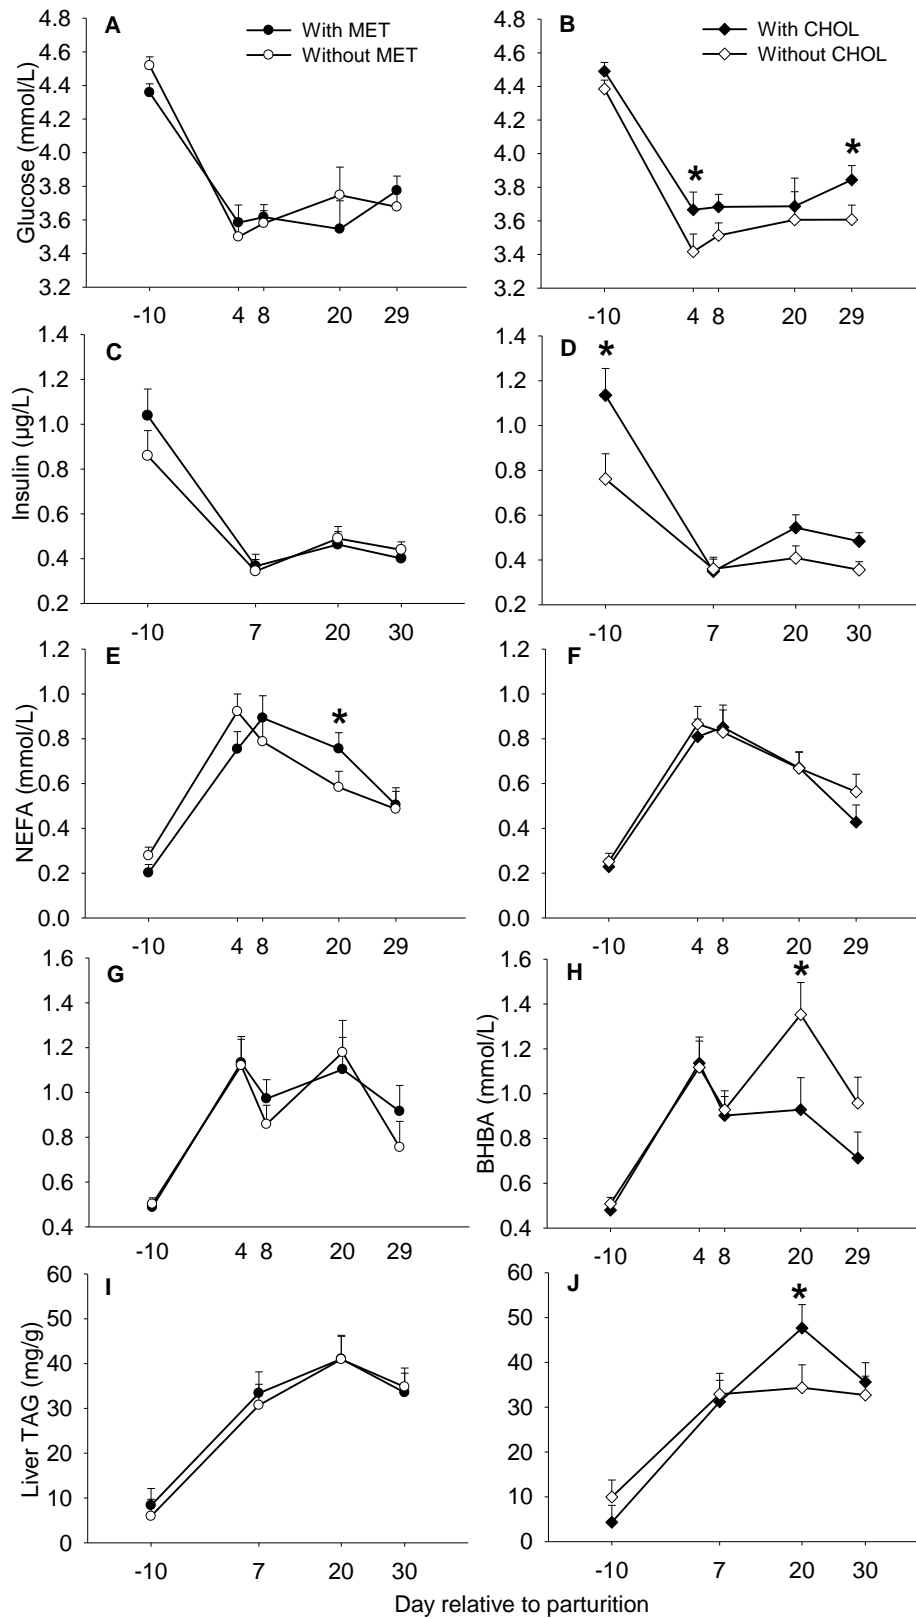 A
With MET
Without MET
B
With CHOL
Without CHOL
Glucose (mmol/L)
4.8
4.6
4.4
4.2
4.0
3.8
3.6
3.4
3.2
-10 4 8 20 29
4.8
4.6
4.4
4.2
4.0
3.8
3.6
3.4
3.2
* *
-10 4 8 20 29
C
Insulin (µg/L)
1.4
1.2
1.0
0.8
0.6
0.4
0.2
-10 7 20 30
D
*
1.4
1.2
1.0
0.8
0.6
0.4
0.2
-10 7 20 30
E
NEFA (mmol/L)
1.2
1.0
0.8
0.6
0.4
0.2
0.0
*
-10 4 8 20 29
F
1.2
1.0
0.8
0.6
0.4
0.2
0.0
-10 4 8 20 29
G
1.6
1.4
1.2
1.0
0.8
0.6
0.4
-10 4 8 20 29
H
*
BHBA (mmol/L)
1.6
1.4
1.2
1.0
0.8
0.6
0.4
-10 4 8 20 29
I
Liver TAG (mg/g)
60
50
40
30
20
10
0
-10 7 20 30
J
*
60
50
40
30
20
10
0
-10 7 20 30
Day relative to parturition